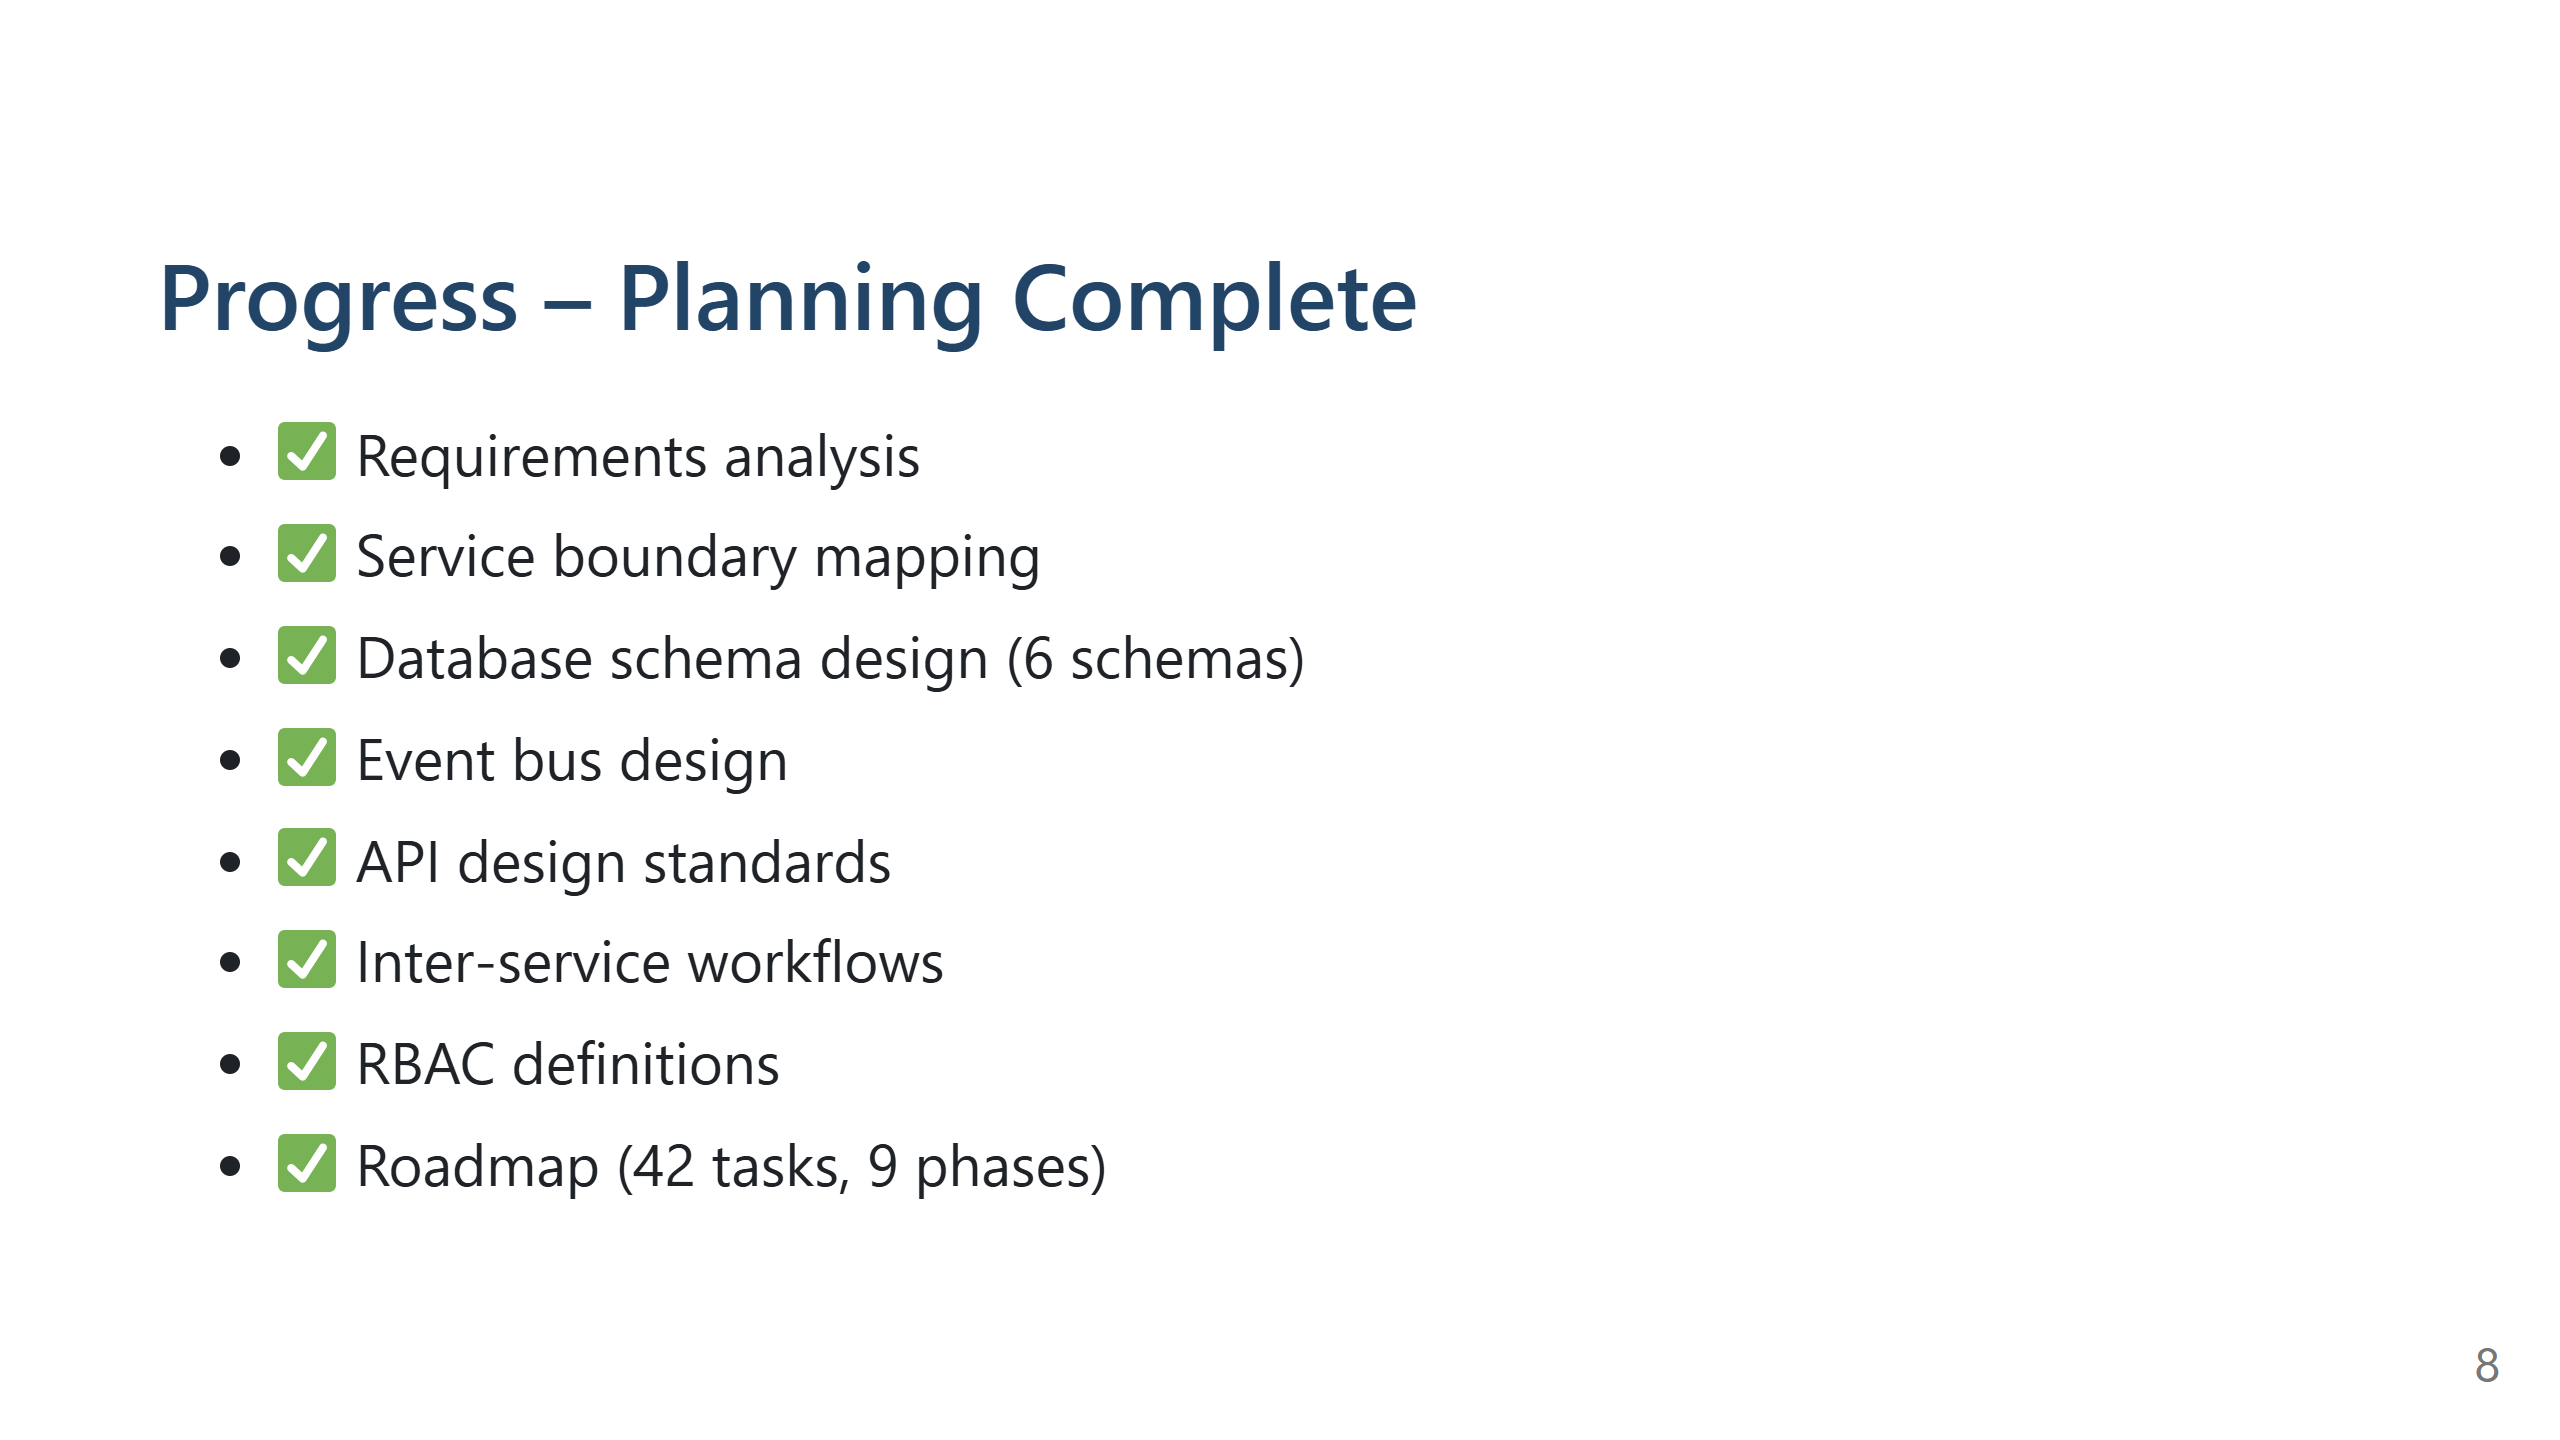 Progress – Planning Complete
• ✅ Requirements analysis
• ✅ Service boundary mapping
• ✅ Database schema design (6 schemas)
• ✅ Event bus design
• ✅ API design standards
• ✅ Inter-service workflows
• ✅ RBAC definitions
• ✅ Roadmap (42 tasks, 9 phases)
8